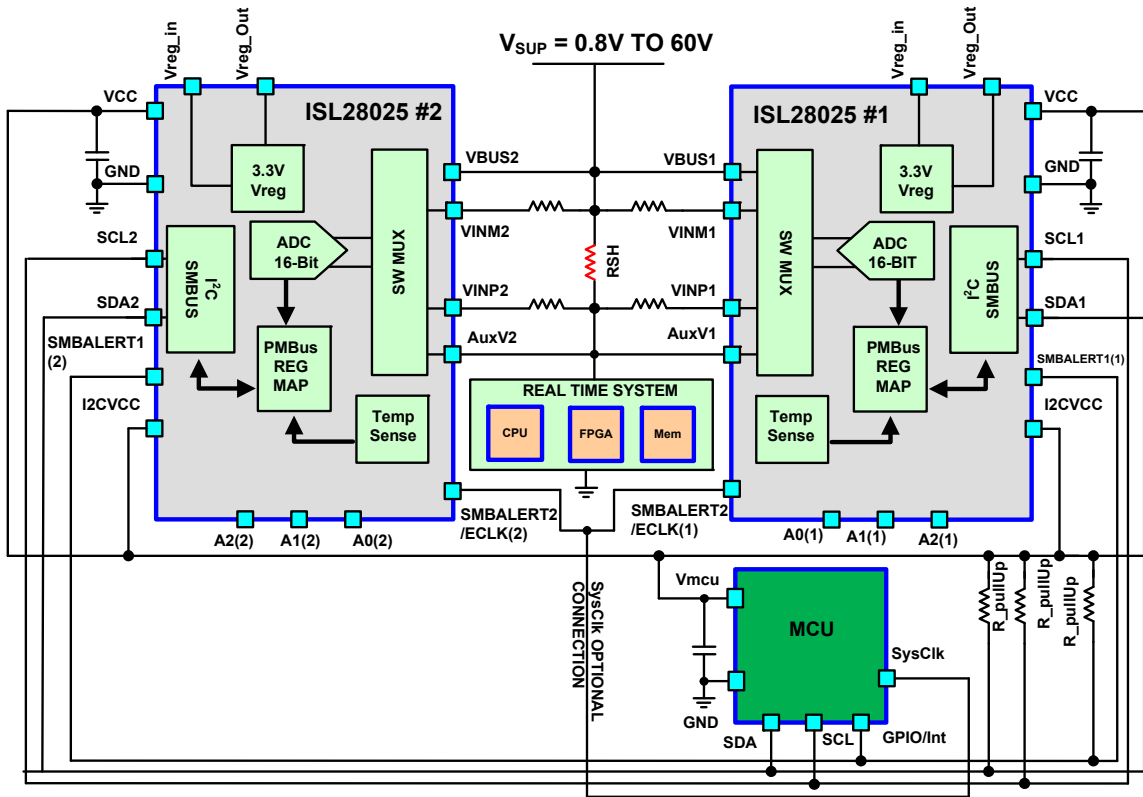 Vreg_in
Vreg_Out
V_SUP = 0.8V TO 60V
Vreg_in
Vreg_Out
VCC
ISL28025 #2
ISL28025 #1
VCC
GND
3.3V
Vreg
VBUS2
VBUS1
3.3V
Vreg
GND
SCL2
I²C
SMBUS
ADC
16-Bit
SW MUX
VINM2
VINM1
SW MUX
ADC
16-BIT
I²C
SMBUS
SCL1
RSH
SDA2
VINP2
VINP1
SDA1
SMBALERT1
(2)
PMBus
REG
MAP
AuxV2
AuxV1
PMBus
REG
MAP
SMBALERT1(1)
I2CVCC
Temp
Sense
REAL TIME SYSTEM
CPU
FPGA
Mem
Temp
Sense
I2CVCC
SMBALERT2
/ECLK(2)
SMBALERT2
/ECLK(1)
A2(2)
A1(2)
A0(2)
A0(1)
A1(1)
A2(1)
SysClk OPTIONAL
CONNECTION
Vmcu
MCU
SysClk
R_pullUp
R_pullUp
R_pullUp
GND
SDA
SCL
GPIO/Int